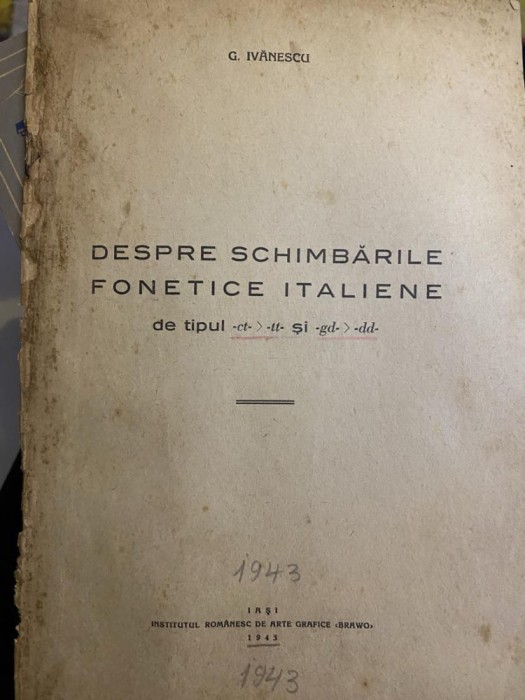 G. IVĂNESCU
DESPRE SCHIMBĂRILE
FONETICE ITALIENE
de tipul -ct- > -tt- și -gd- > -dd-
1943
IAȘI
INSTITUTUL ROMÂNESC DE ARTE GRAFICE «BRAWO»
1943
1943